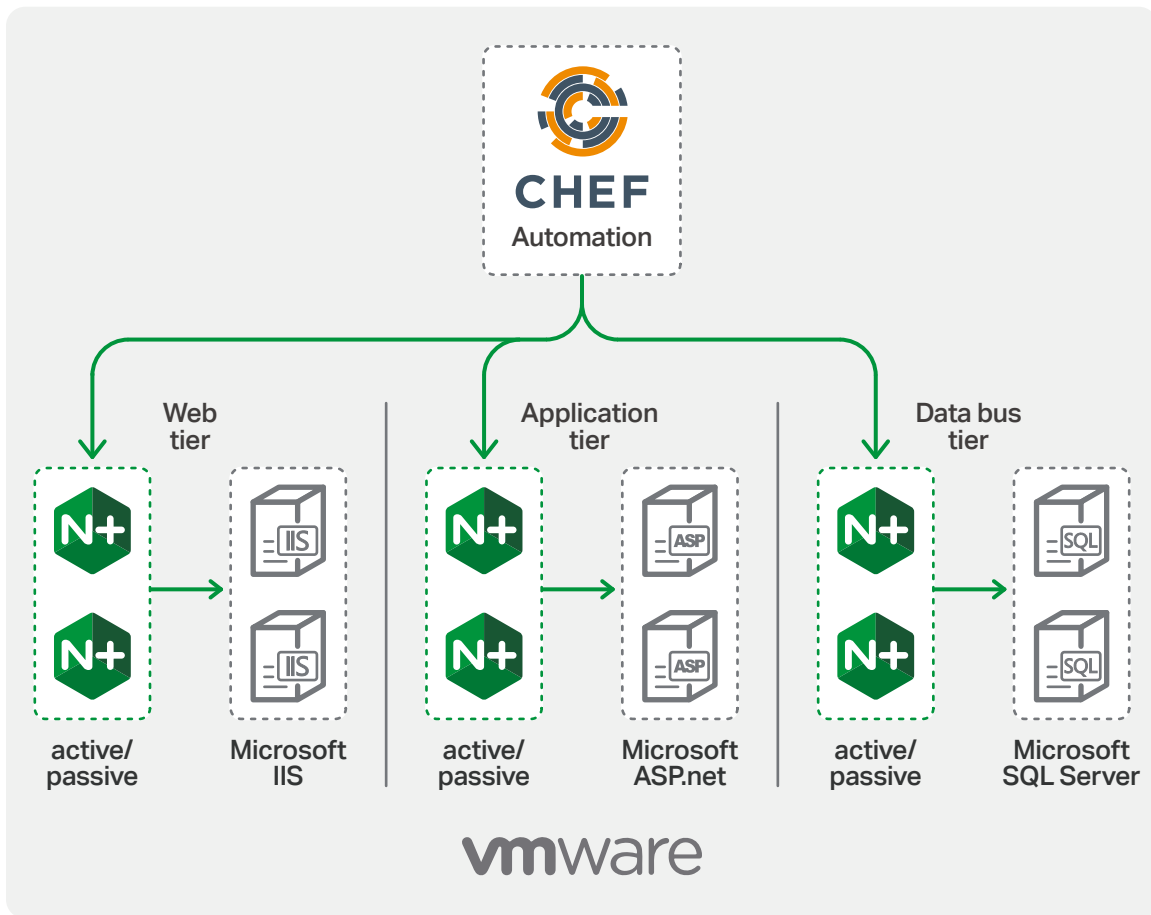 CHEF
Automation
Web
tier
Application
tier
Data bus
tier
N+
IIS
N+
ASP
N+
SQL
N+
IIS
N+
ASP
N+
SQL
active/
passive
Microsoft
IIS
active/
passive
Microsoft
ASP.net
active/
passive
Microsoft
SQL Server
vmware